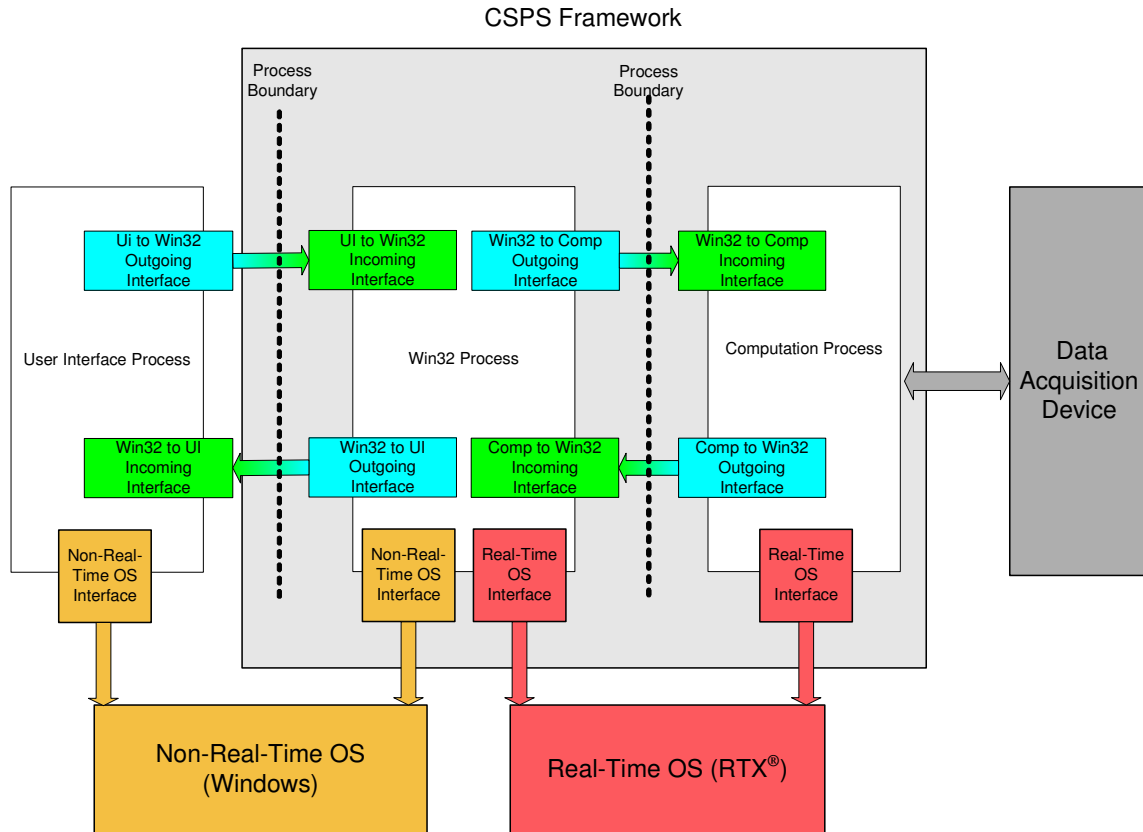 CSPS Framework
Process
Boundary
Process
Boundary
Ui to Win32
Outgoing
Interface
UI to Win32
Incoming
Interface
Win32 to Comp
Outgoing
Interface
Win32 to Comp
Incoming
Interface
User Interface Process
Win32 Process
Computation Process
Data
Acquisition
Device
Win32 to UI
Incoming
Interface
Win32 to UI
Outgoing
Interface
Comp to Win32
Incoming
Interface
Comp to Win32
Outgoing
Interface
Non-Real-
Time OS
Interface
Non-Real-
Time OS
Interface
Real-Time
OS
Interface
Real-Time
OS
Interface
Non-Real-Time OS
(Windows)
Real-Time OS (RTX®)